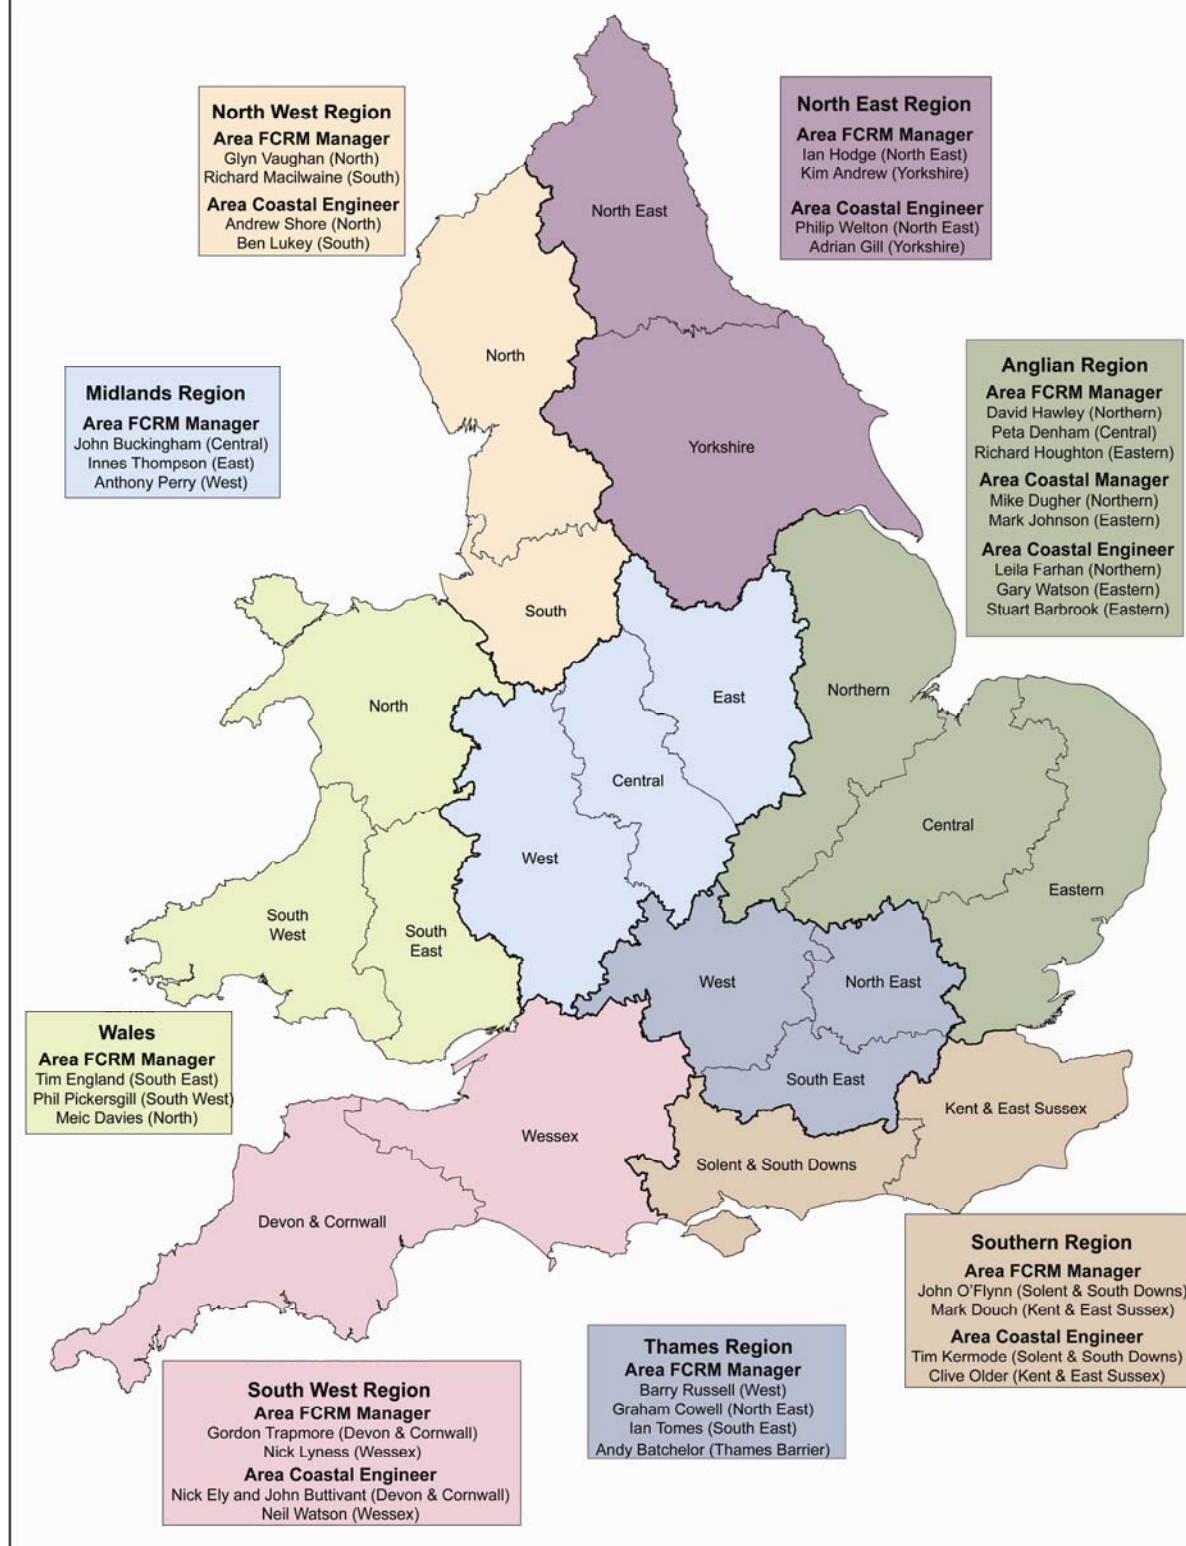 North West Region
Area FCRM Manager
Glyn Vaughan (North)
Richard Macilwaine (South)
Area Coastal Engineer
Andrew Shore (North)
Ben Lukey (South)
North East Region
Area FCRM Manager
Ian Hodge (North East)
Kim Andrew (Yorkshire)
Area Coastal Engineer
Philip Welton (North East)
Adrian Gill (Yorkshire)
North East
North
Yorkshire
Midlands Region
Area FCRM Manager
John Buckingham (Central)
Innes Thompson (East)
Anthony Perry (West)
Anglian Region
Area FCRM Manager
David Hawley (Northern)
Peta Denham (Central)
Richard Houghton (Eastern)
Area Coastal Manager
Mike Dugher (Northern)
Mark Johnson (Eastern)
Area Coastal Engineer
Leila Farhan (Northern)
Gary Watson (Eastern)
Stuart Barbrook (Eastern)
South
North
East
Northern
Central
West
Central
Eastern
South
West
South
East
West
North East
South East
Wales
Area FCRM Manager
Tim England (South East)
Phil Pickersgill (South West)
Meic Davies (North)
Kent & East Sussex
Wessex
Solent & South Downs
Devon & Cornwall
Southern Region
Area FCRM Manager
John O'Flynn (Solent & South Downs)
Mark Douch (Kent & East Sussex)
Area Coastal Engineer
Tim Kermode (Solent & South Downs)
Clive Older (Kent & East Sussex)
Thames Region
Area FCRM Manager
Barry Russell (West)
Graham Cowell (North East)
Ian Tomes (South East)
Andy Batchelor (Thames Barrier)
South West Region
Area FCRM Manager
Gordon Trapmore (Devon & Cornwall)
Nick Lyness (Wessex)
Area Coastal Engineer
Nick Ely and John Buttivant (Devon & Cornwall)
Neil Watson (Wessex)